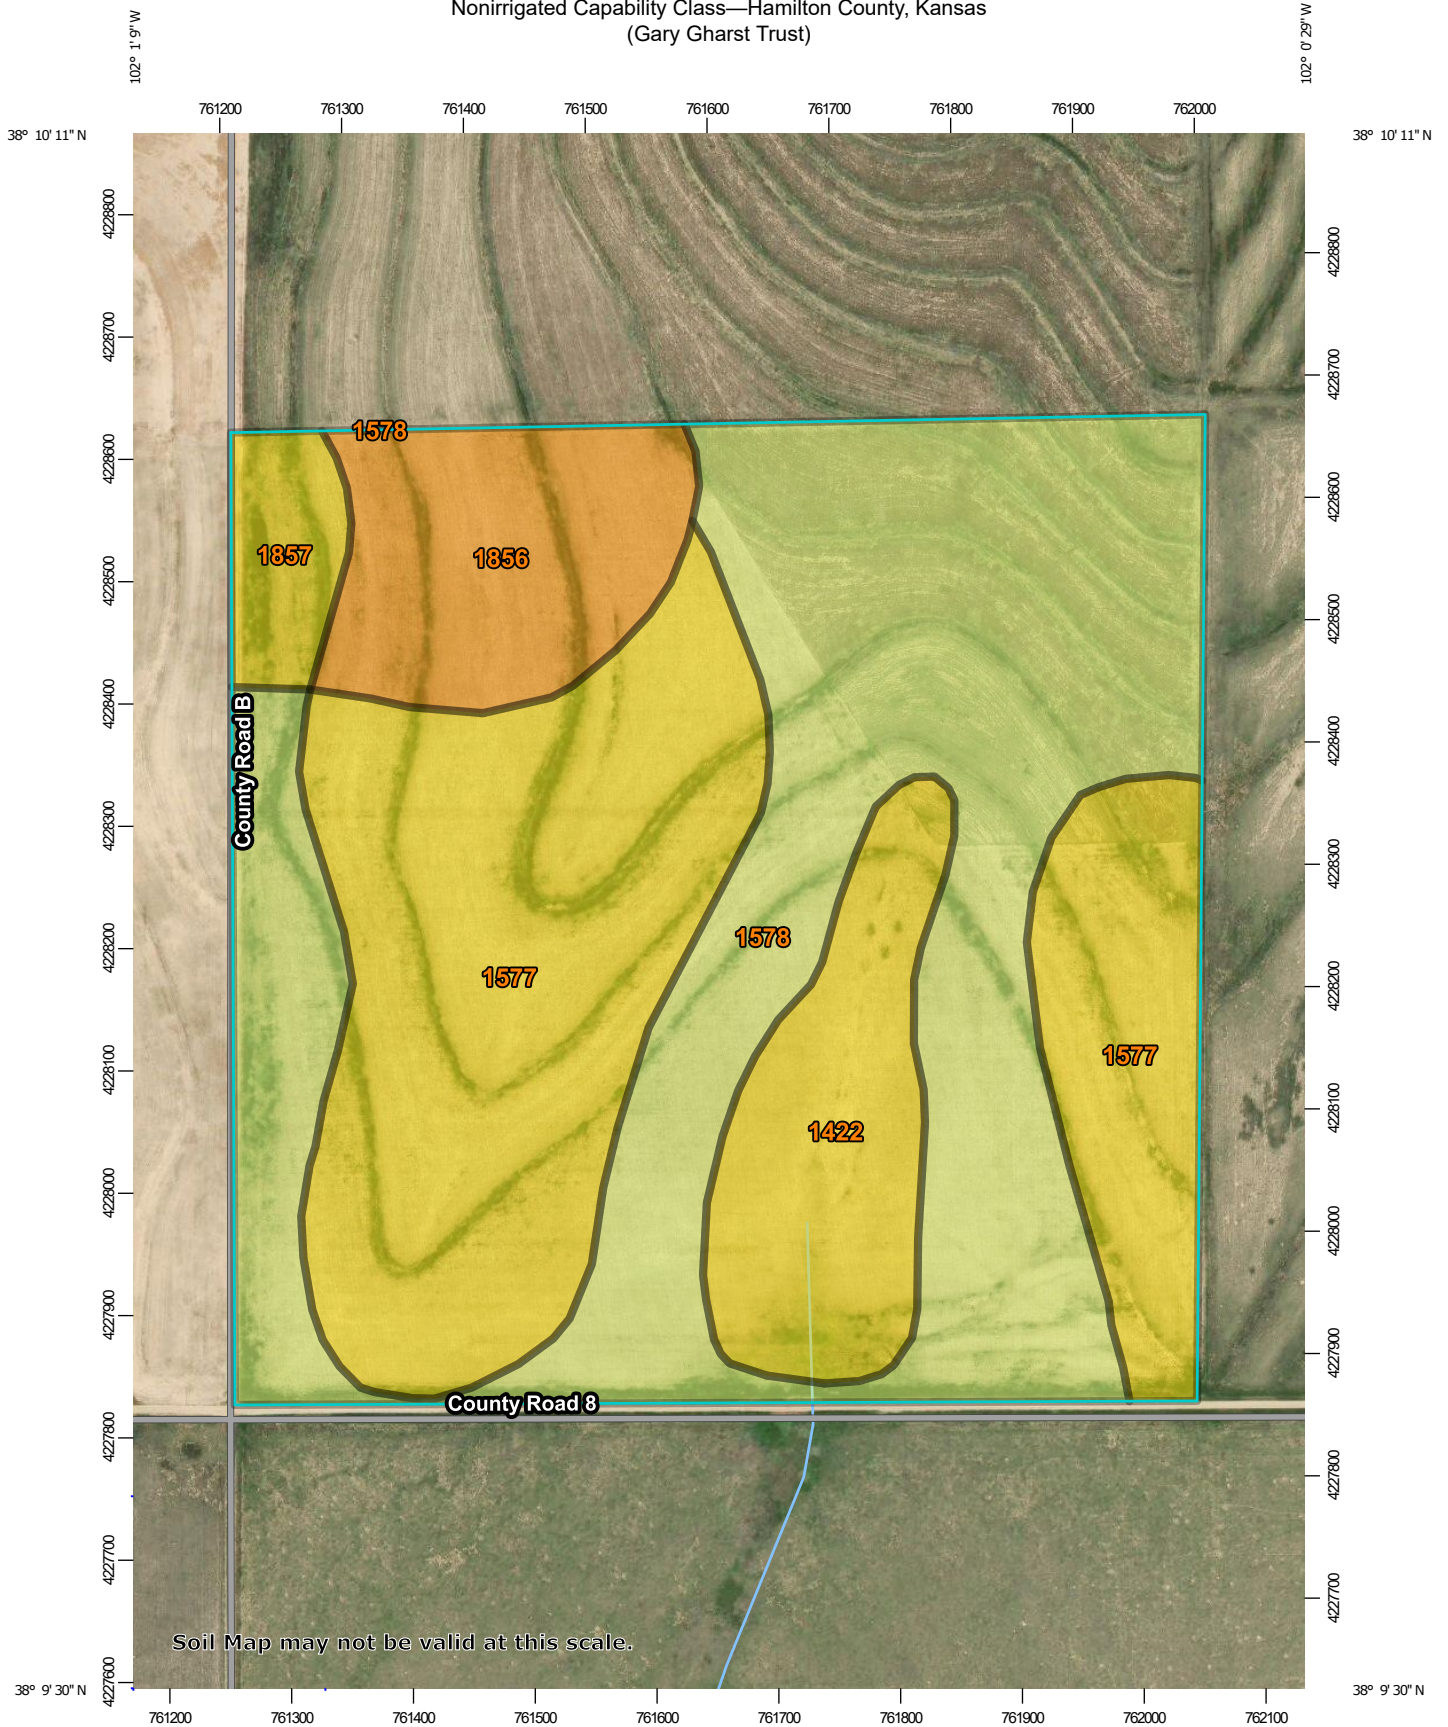 Nonirrigated Capability Class—Hamilton County, Kansas
(Gary Gharst Trust)
102° 1' 9'' W
102° 0' 29'' W
761200 761300 761400 761500 761600 761700 761800 761900 762000
38° 10' 11'' N
38° 10' 11'' N
4228800
4228700
4228600
4228500
4228400
4228300
4228200
4228100
4228000
4227900
4227800
4227700
4227600
4228800
4228700
4228600
4228500
4228400
4228300
4228200
4228100
4228000
4227900
4227800
4227700
1578
1857
1856
County Road B
1578
1577
1577
1422
County Road 8
Soil Map may not be valid at this scale.
38° 9' 30'' N
38° 9' 30'' N
761200 761300 761400 761500 761600 761700 761800 761900 762000 762100